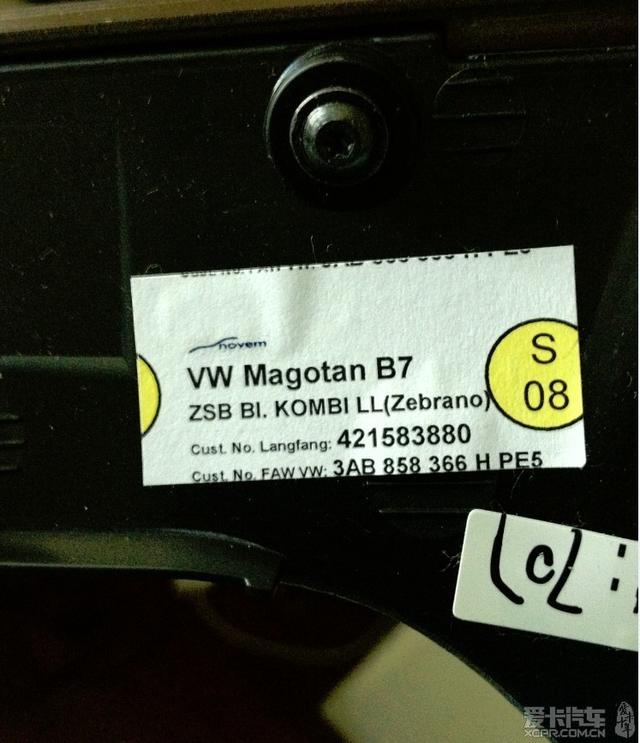 novem
VW Magotan B7
ZSB BI. KOMBI LL(Zebrano)
Cust. No. Langfang: 421583880
Cust. No. FAW VW: 3AB 858 366 H PE5
S
08
爱卡汽车
XCAR.COM.CN